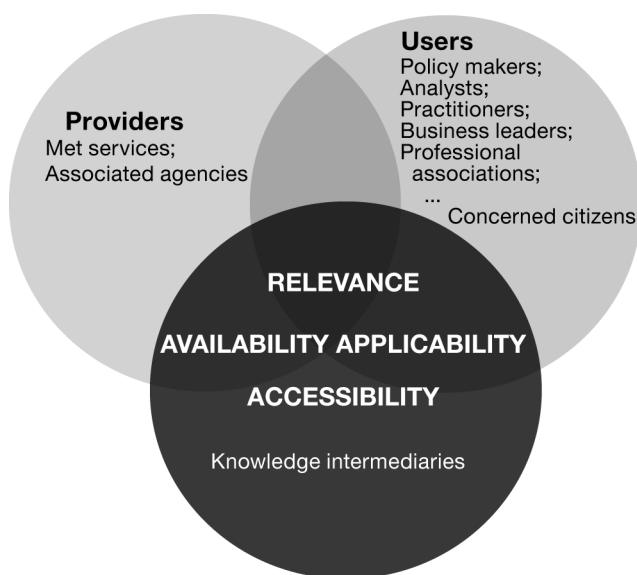 Providers
Met services;
Associated agencies
Users
Policy makers;
Analysts;
Practitioners;
Business leaders;
Professional
associations;
...
Concerned citizens
RELEVANCE
AVAILABILITY APPLICABILITY
ACCESSIBILITY
Knowledge intermediaries